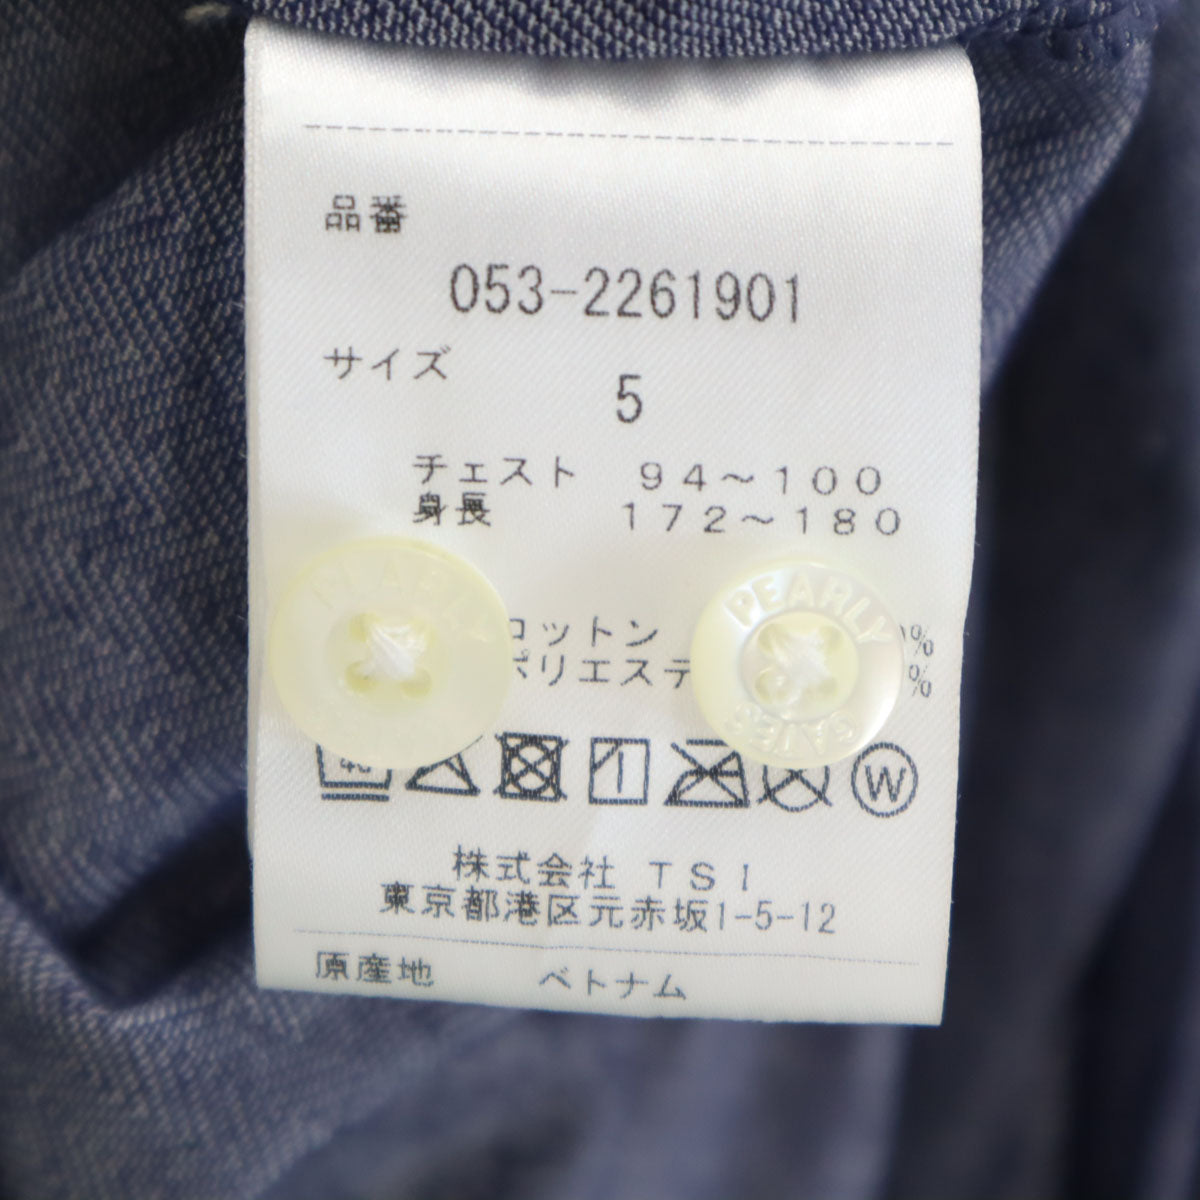 品番
053-2261901
サイズ
5
チェスト 94～100
身長 172～180
コットン %
ポリエステ %
PEARLY
GATES
W
株式会社 TSI
東京都港区元赤坂1-5-12
原産地 ベトナム